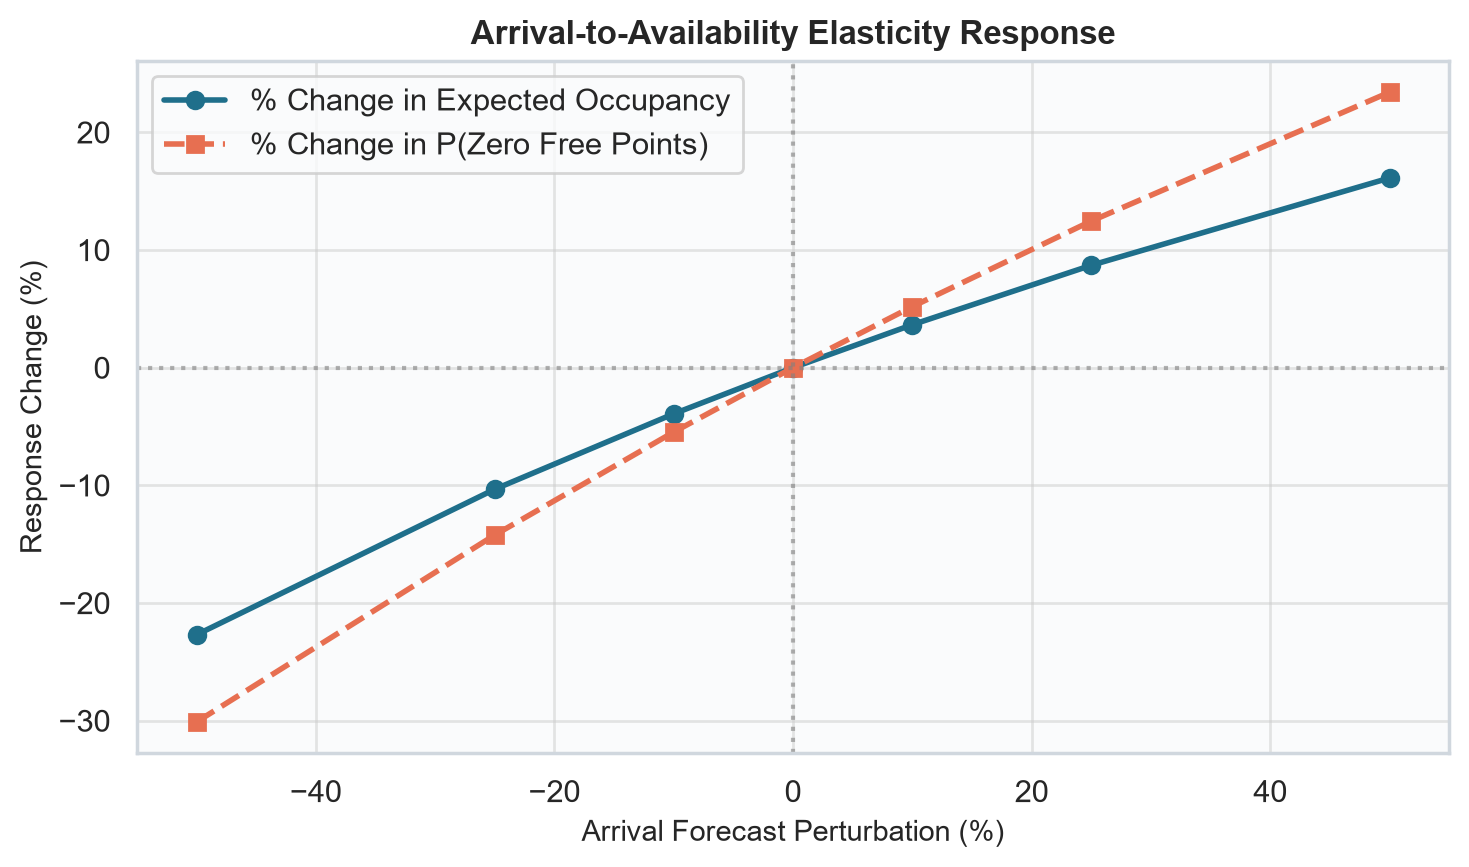 Arrival-to-Availability Elasticity Response
% Change in Expected Occupancy
% Change in P(Zero Free Points)
Response Change (%)
20
10
0
−10
−20
−30
−40
−20
0
20
40
Arrival Forecast Perturbation (%)